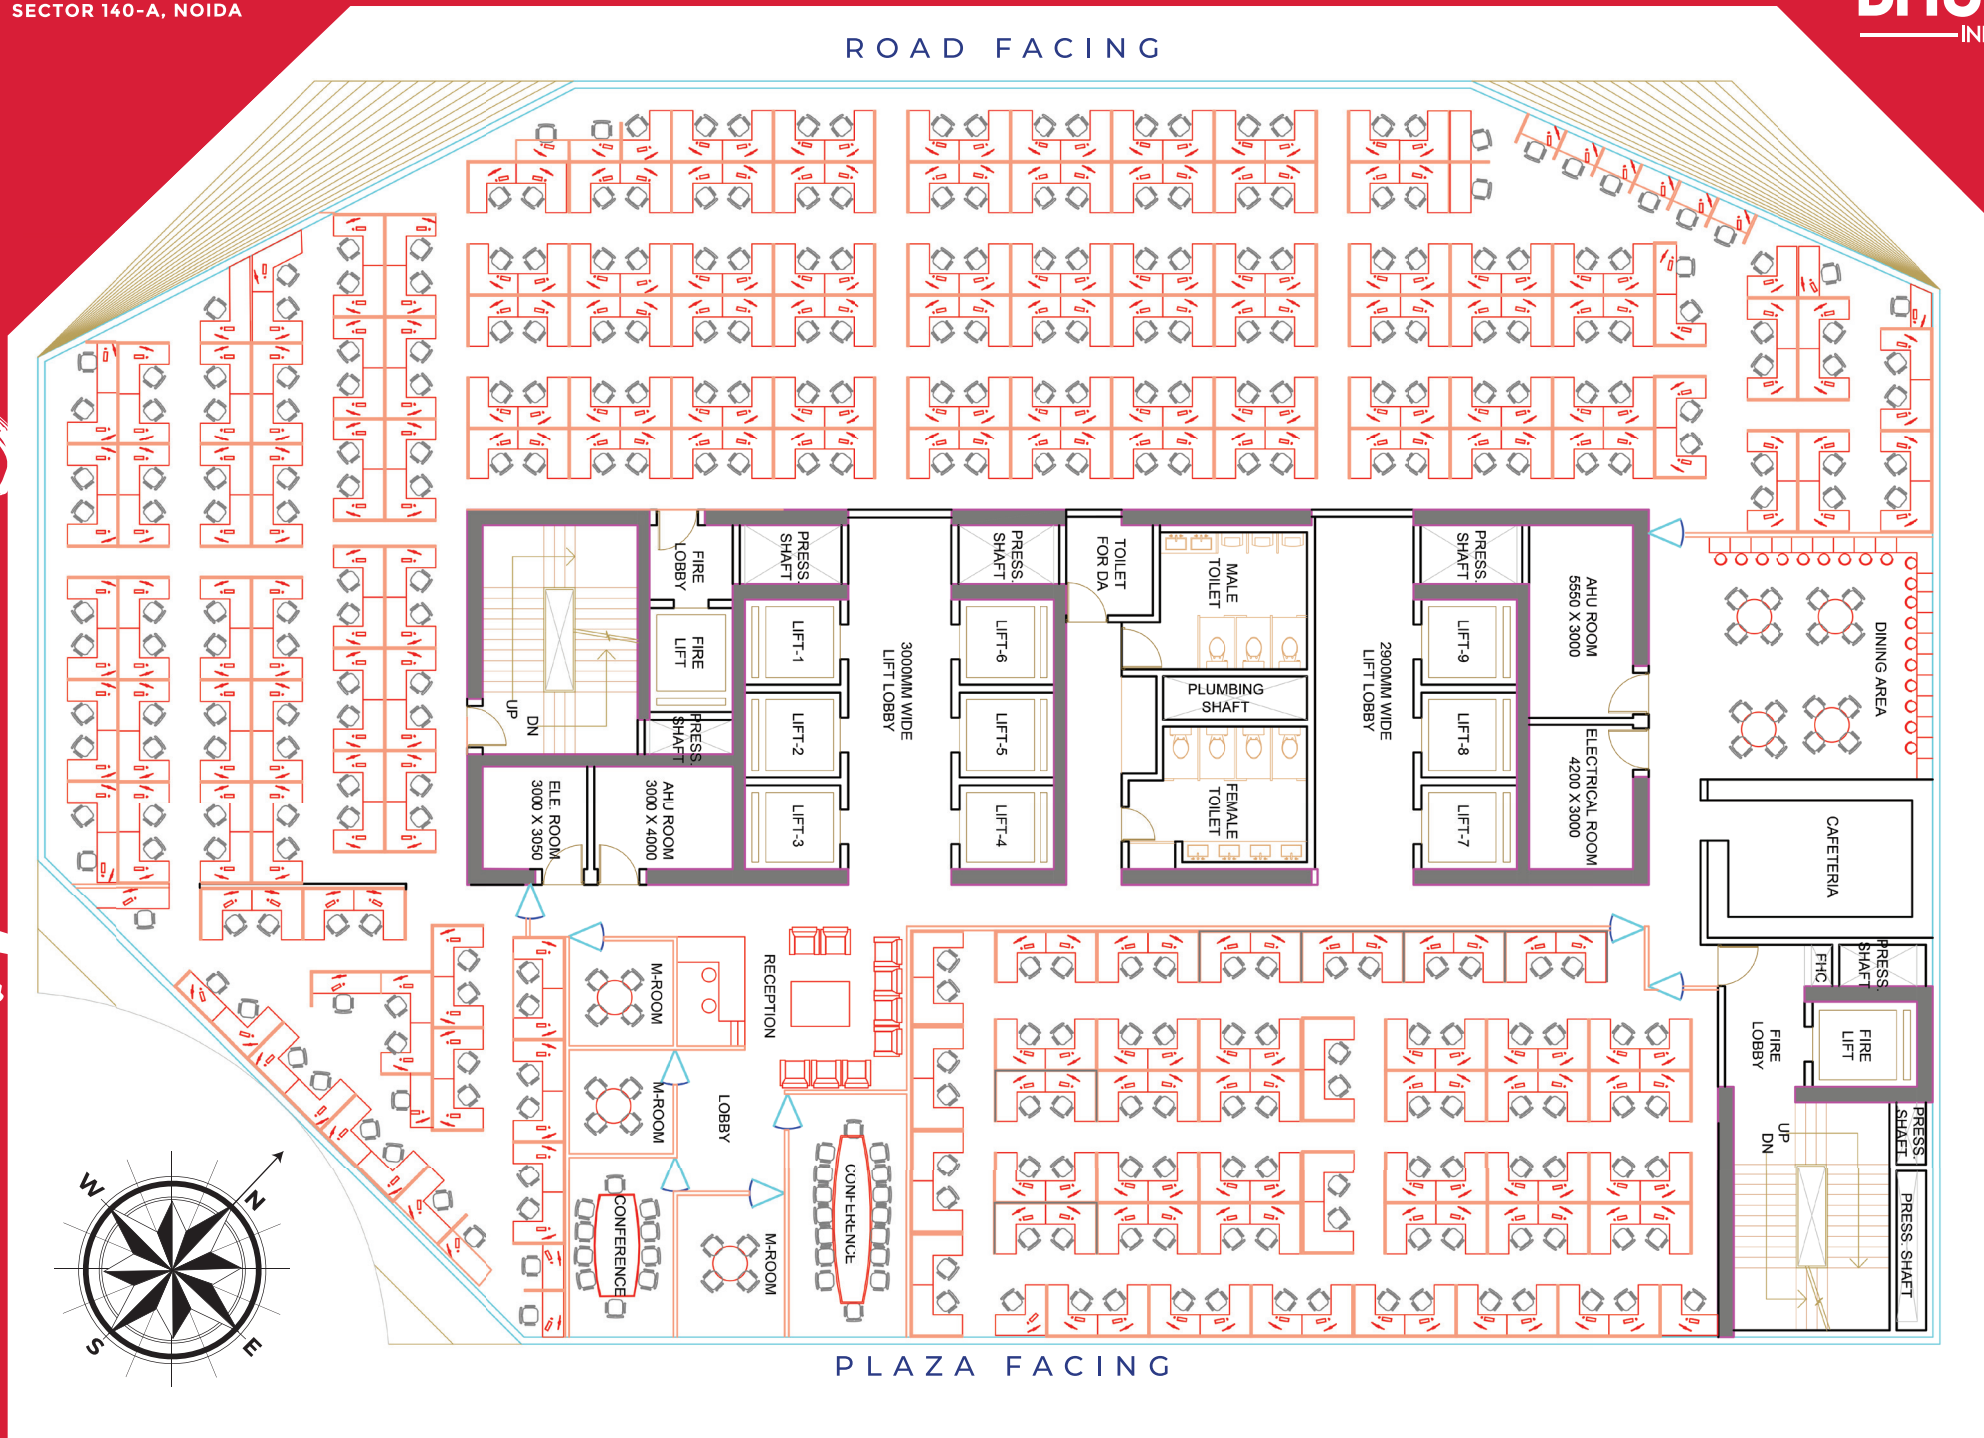 SECTOR 140-A, NOIDA
ROAD FACING
PRESS.
SHAFT
FIRE
LOBBY
PRESS.
SHAFT
TOILET
FOR DA
MALE
TOILET
PRESS.
SHAFT
AHU ROOM
5550 X 3000
FIRE
LIFT
LIFT-1
3000MM WIDE
LIFT LOBBY
LIFT-6
2900MM WIDE
LIFT LOBBY
LIFT-9
DINING AREA
PLUMBING
SHAFT
UP
DN
PRESS.
SHAFT
LIFT-2
LIFT-5
LIFT-8
ELECTRICAL ROOM
4200 X 3000
ELE. ROOM
3000 X 3050
AHU ROOM
3000 X 4000
LIFT-3
LIFT-4
FEMALE
TOILET
LIFT-7
CAFETERIA
M-ROOM
RECEPTION
FHC
PRESS.
SHAFT
FIRE
LOBBY
FIRE
LIFT
M-ROOM
LOBBY
UP
DN
PRESS.
SHAFT
CONFERENCE
M-ROOM
CONFERENCE
PRESS. SHAFT
W
N
S
E
PLAZA FACING